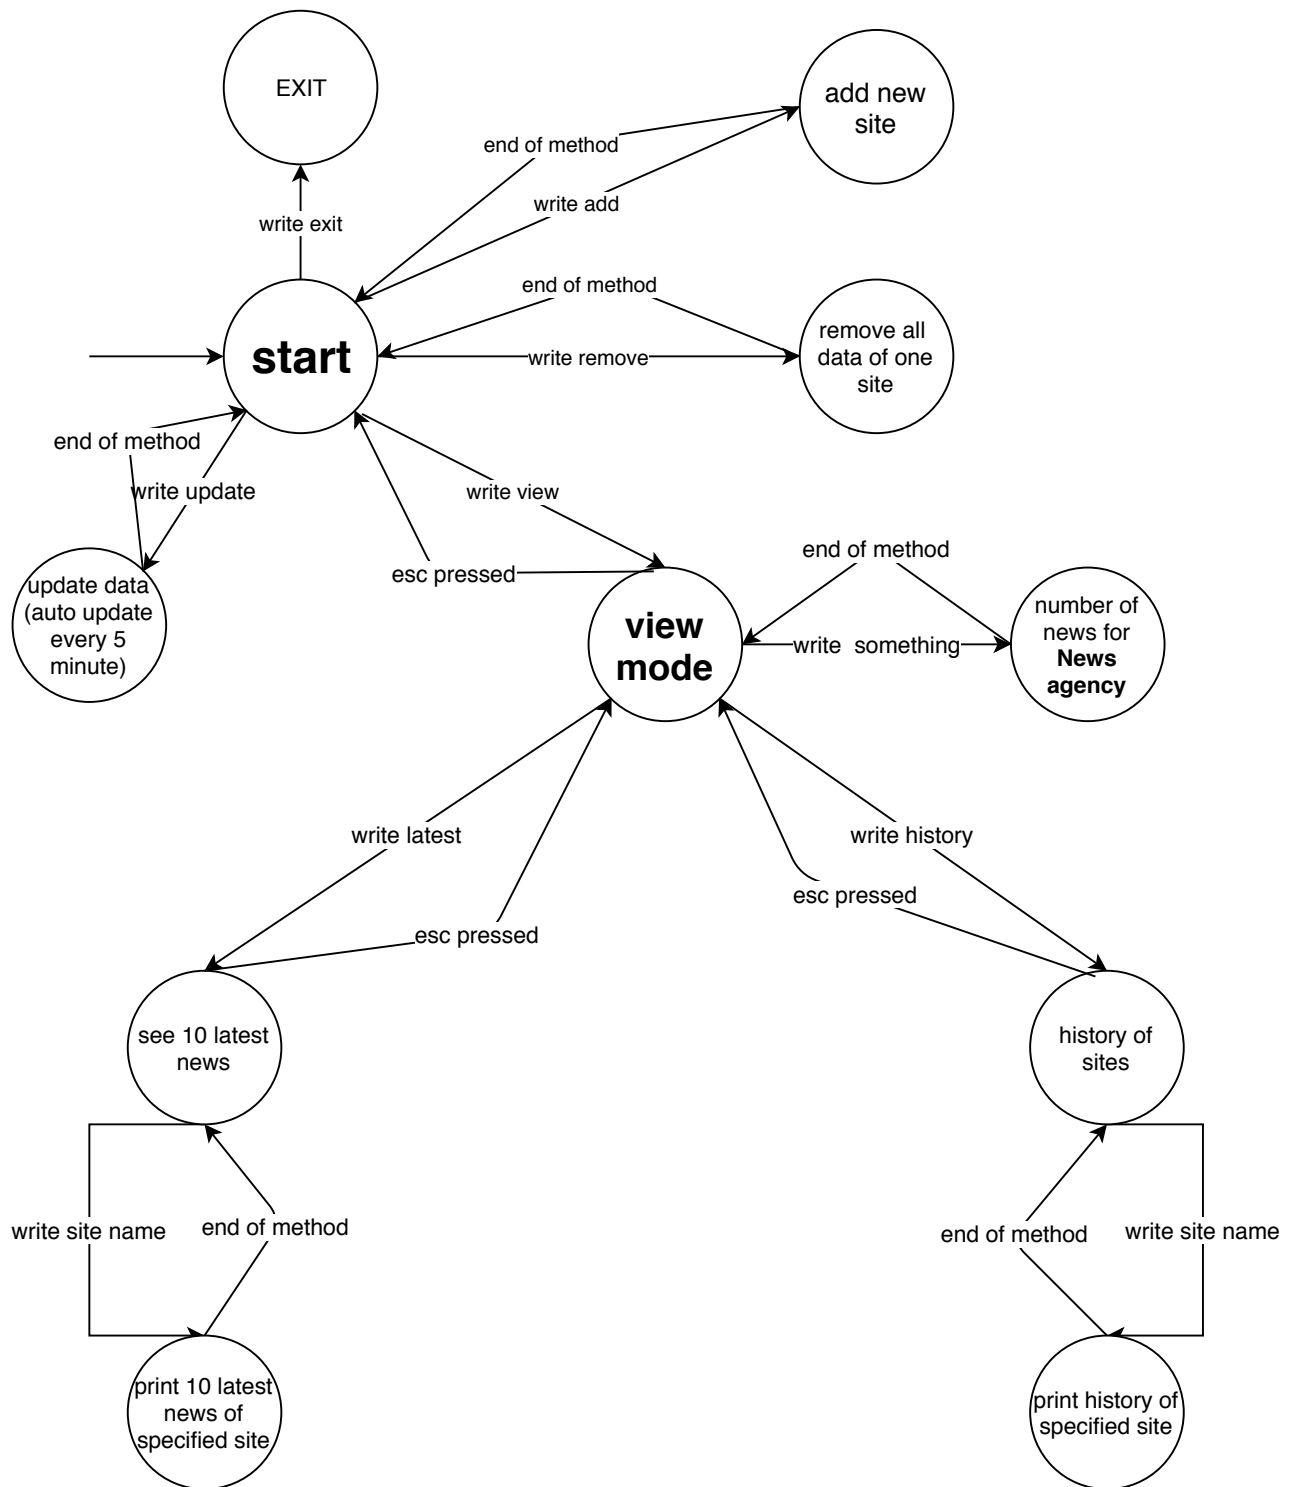 EXIT
add new
site
end of method
write add
write exit
end of method
remove all
data of one
site
start
write remove
end of method
write update
write view
esc pressed
end of method
update data
(auto update
every 5
minute)
view
mode
write  something
number of
news for
News
agency
write latest
write history
esc pressed
esc pressed
see 10 latest
news
history of
sites
write site name
end of method
end of method
write site name
print 10 latest
news of
specified site
print history of
specified site